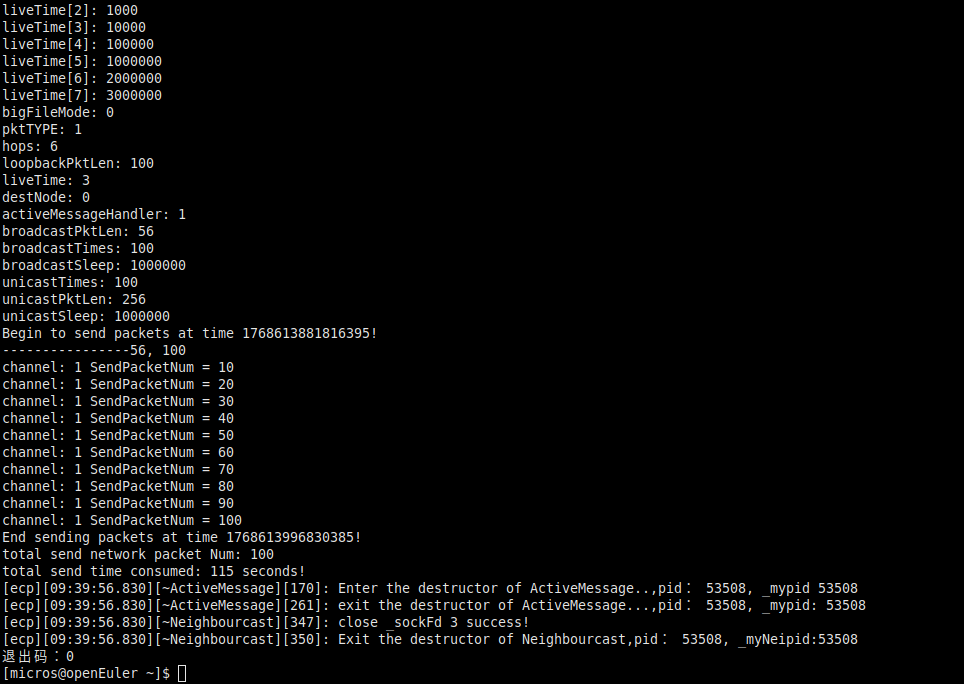 liveTime[2]: 1000
liveTime[3]: 10000
liveTime[4]: 100000
liveTime[5]: 1000000
liveTime[6]: 2000000
liveTime[7]: 3000000
bigFileMode: 0
pktTYPE: 1
hops: 6
loopbackPktLen: 100
liveTime: 3
destNode: 0
activeMessageHandler: 1
broadcastPktLen: 56
broadcastTimes: 100
broadcastSleep: 1000000
unicastTimes: 100
unicastPktLen: 256
unicastSleep: 1000000
Begin to send packets at time 1768613881816395!
----------------56, 100
channel: 1 SendPacketNum = 10
channel: 1 SendPacketNum = 20
channel: 1 SendPacketNum = 30
channel: 1 SendPacketNum = 40
channel: 1 SendPacketNum = 50
channel: 1 SendPacketNum = 60
channel: 1 SendPacketNum = 70
channel: 1 SendPacketNum = 80
channel: 1 SendPacketNum = 90
channel: 1 SendPacketNum = 100
End sending packets at time 1768613996830385!
total send network packet Num: 100
total send time consumed: 115 seconds!
[ecp][09:39:56.830][~ActiveMessage][170]: Enter the destructor of ActiveMessage..,pid： 53508, _mypid 53508
[ecp][09:39:56.830][~ActiveMessage][261]: exit the destructor of ActiveMessage...,pid： 53508, _mypid: 53508
[ecp][09:39:56.830][~Neighbourcast][347]: close _sockFd 3 success!
[ecp][09:39:56.830][~Neighbourcast][350]: Exit the destructor of Neighbourcast,pid： 53508, _myNeipid:53508
退出码：0
[micros@openEuler ~]$